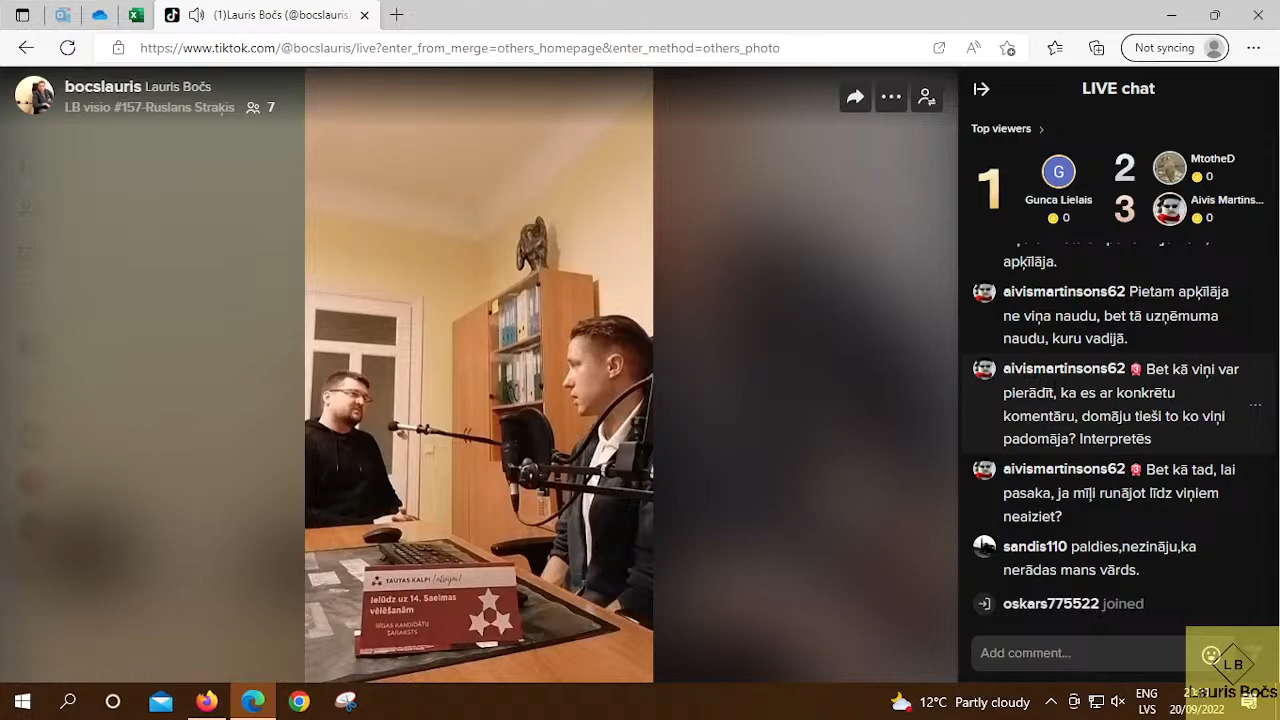 (1)Lauris Bočs (@bocslauris
https://www.tiktok.com/@bocslauris/live?enter_from_merge=others_homepage&enter_method=others_photo
Not syncing
bocslauris Lauris Bočs
LB visio #157-Ruslans Straķis 7
LIVE chat
Top viewers
1 G Gunca Lielais 0
2 MtotheD 0
3 Aivis Martins... 0
apķīlāja.
aivismartinsons62 Pietam apķīlāja
ne viņa naudu, bet tā uzņēmuma
naudu, kuru vadījā.
aivismartinsons62 Bet kā viņi var
pierādīt, ka es ar konkrētu
komentāru, domāju tieši to ko viņi
padomāja? Interpretēs
aivismartinsons62 Bet kā tad, lai
pasaka, ja mīļi runājot līdz viņiem
neaiziet?
sandis110 paldies,nezināju,ka
nerādas mans vārds.
oskars775522 joined
Add comment...
TAUTAS KALPI Latvijai
Ielūdz uz 14. Saeimas
vēlēšanām
RĪGAS KANDIDĀTU
SARAKSTS
LB
Lauris Bočs
12°C Partly cloudy
ENG
LVS
20/09/2022